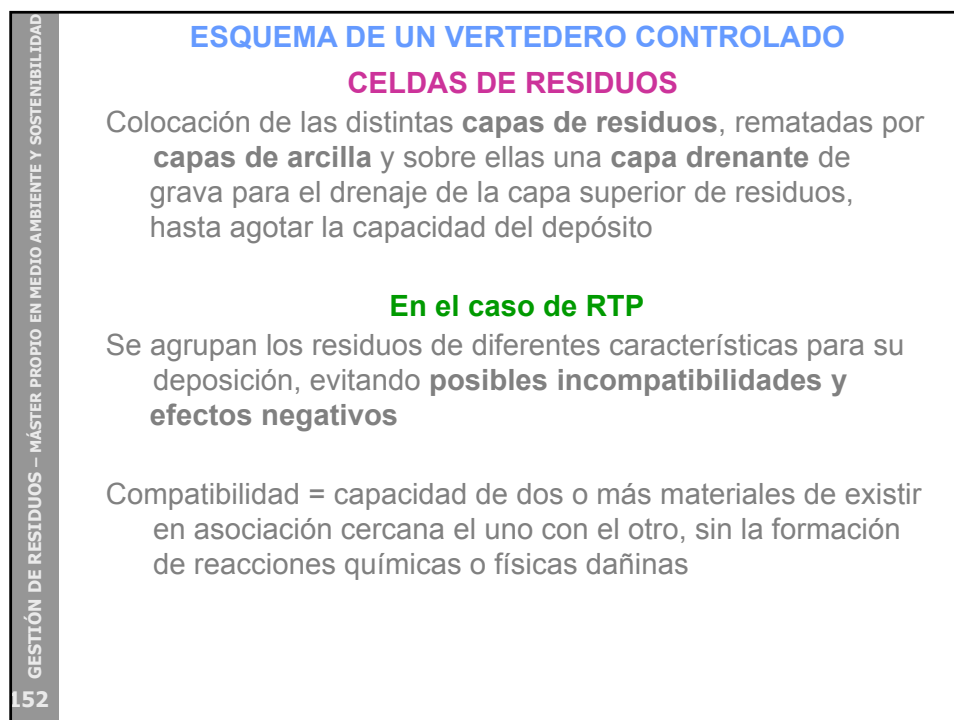 GESTIÓN DE RESIDUOS – MÁSTER PROPIO EN MEDIO AMBIENTE Y SOSTENIBILIDAD
ESQUEMA DE UN VERTEDERO CONTROLADO
CELDAS DE RESIDUOS
Colocación de las distintas capas de residuos, rematadas por
capas de arcilla y sobre ellas una capa drenante de
grava para el drenaje de la capa superior de residuos,
hasta agotar la capacidad del depósito
En el caso de RTP
Se agrupan los residuos de diferentes características para su
deposición, evitando posibles incompatibilidades y
efectos negativos
Compatibilidad = capacidad de dos o más materiales de existir
en asociación cercana el uno con el otro, sin la formación
de reacciones químicas o físicas dañinas
152